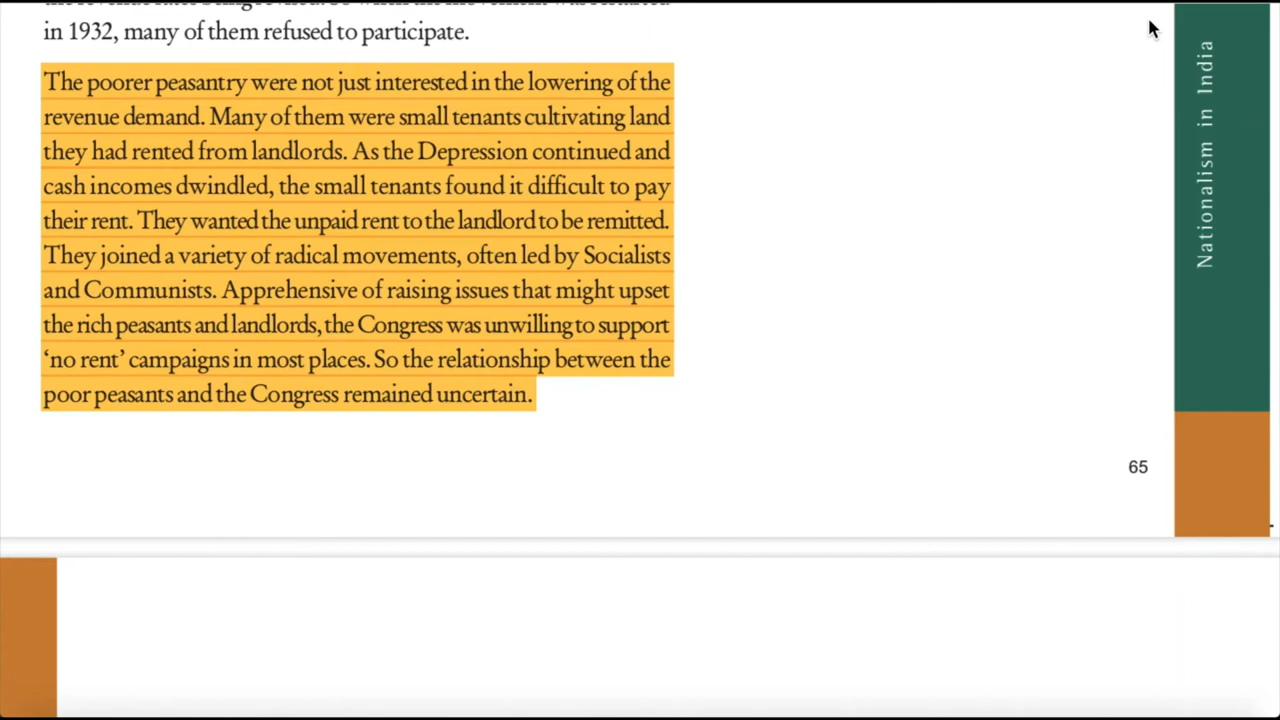 in 1932, many of them refused to participate.
The poorer peasantry were not just interested in the lowering of the
revenue demand. Many of them were small tenants cultivating land
they had rented from landlords. As the Depression continued and
cash incomes dwindled, the small tenants found it difficult to pay
their rent. They wanted the unpaid rent to the landlord to be remitted.
They joined a variety of radical movements, often led by Socialists
and Communists. Apprehensive of raising issues that might upset
the rich peasants and landlords, the Congress was unwilling to support
‘no rent’ campaigns in most places. So the relationship between the
poor peasants and the Congress remained uncertain.
Nationalism in India
65